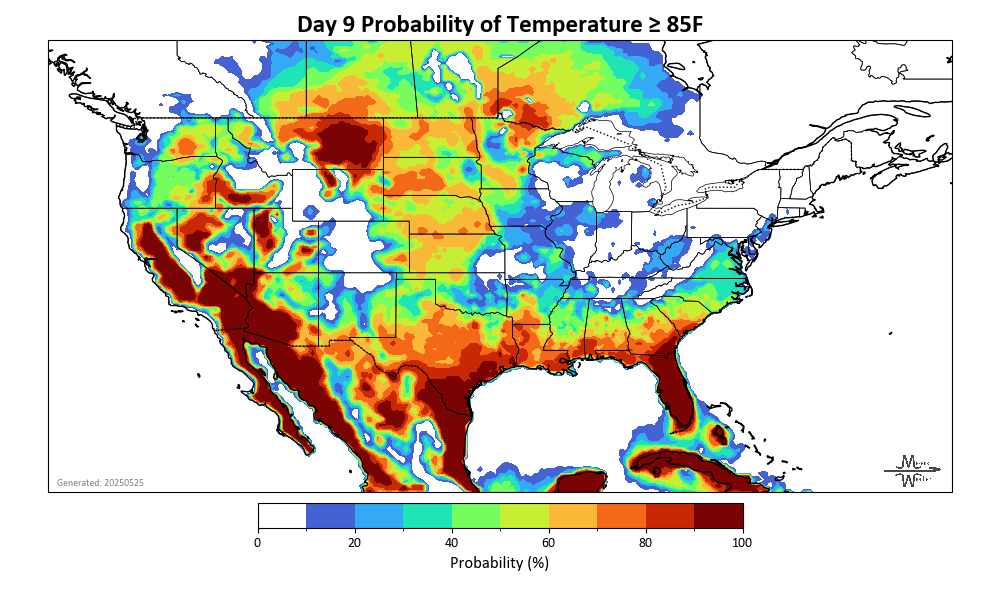 Day 9 Probability of Temperature ≥ 85F
Generated: 20250525
0 20 40 60 80 100
Probability (%)